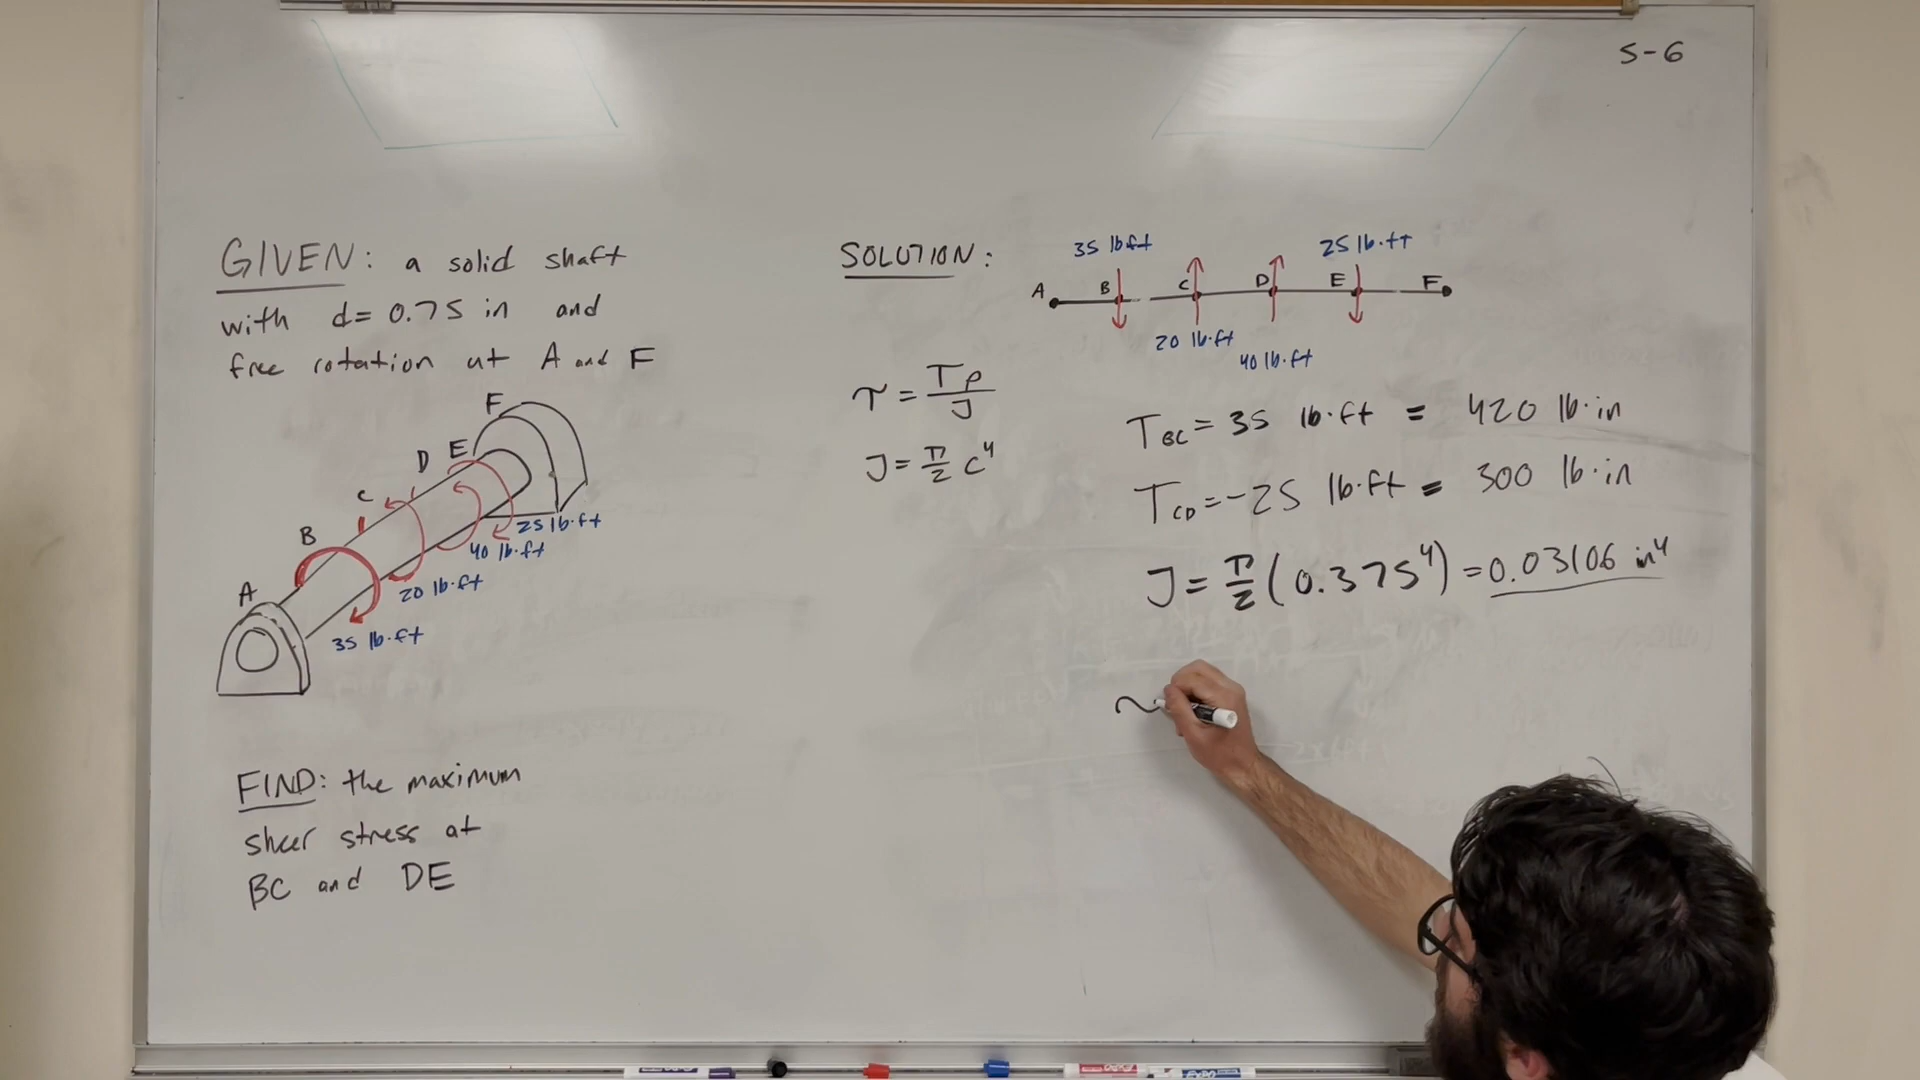 S-6
GIVEN: a solid shaft
with d= 0.75 in and
free rotation at A and F
F
E
D
C
B
A
25 lb·ft
40 lb·ft
20 lb·ft
35 lb·ft
FIND: the maximum
sheer stress at
BC and DE
SOLUTION:
35 lb·ft 25 lb·ft
A B C D E F
20 lb·ft
40 lb·ft
τ = Tρ/J
J = π/2 c⁴
T_BC = 35 lb·ft = 420 lb·in
T_CD = -25 lb·ft = 300 lb·in
J = π/2 (0.375⁴) = 0.03106 in⁴